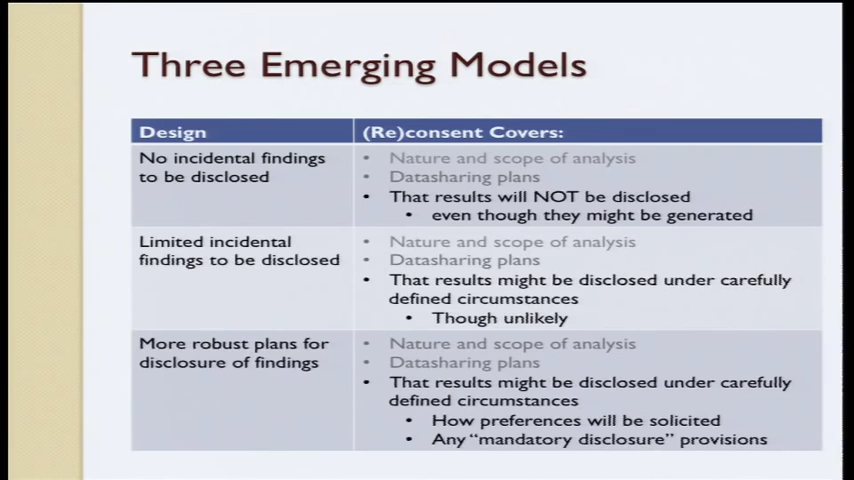 Three Emerging Models
Design
(Re)consent Covers:
No incidental findings
to be disclosed
• Nature and scope of analysis
• Datasharing plans
• That results will NOT be disclosed
• even though they might be generated
Limited incidental
findings to be disclosed
• Nature and scope of analysis
• Datasharing plans
• That results might be disclosed under carefully
defined circumstances
• Though unlikely
More robust plans for
disclosure of findings
• Nature and scope of analysis
• Datasharing plans
• That results might be disclosed under carefully
defined circumstances
• How preferences will be solicited
• Any “mandatory disclosure” provisions